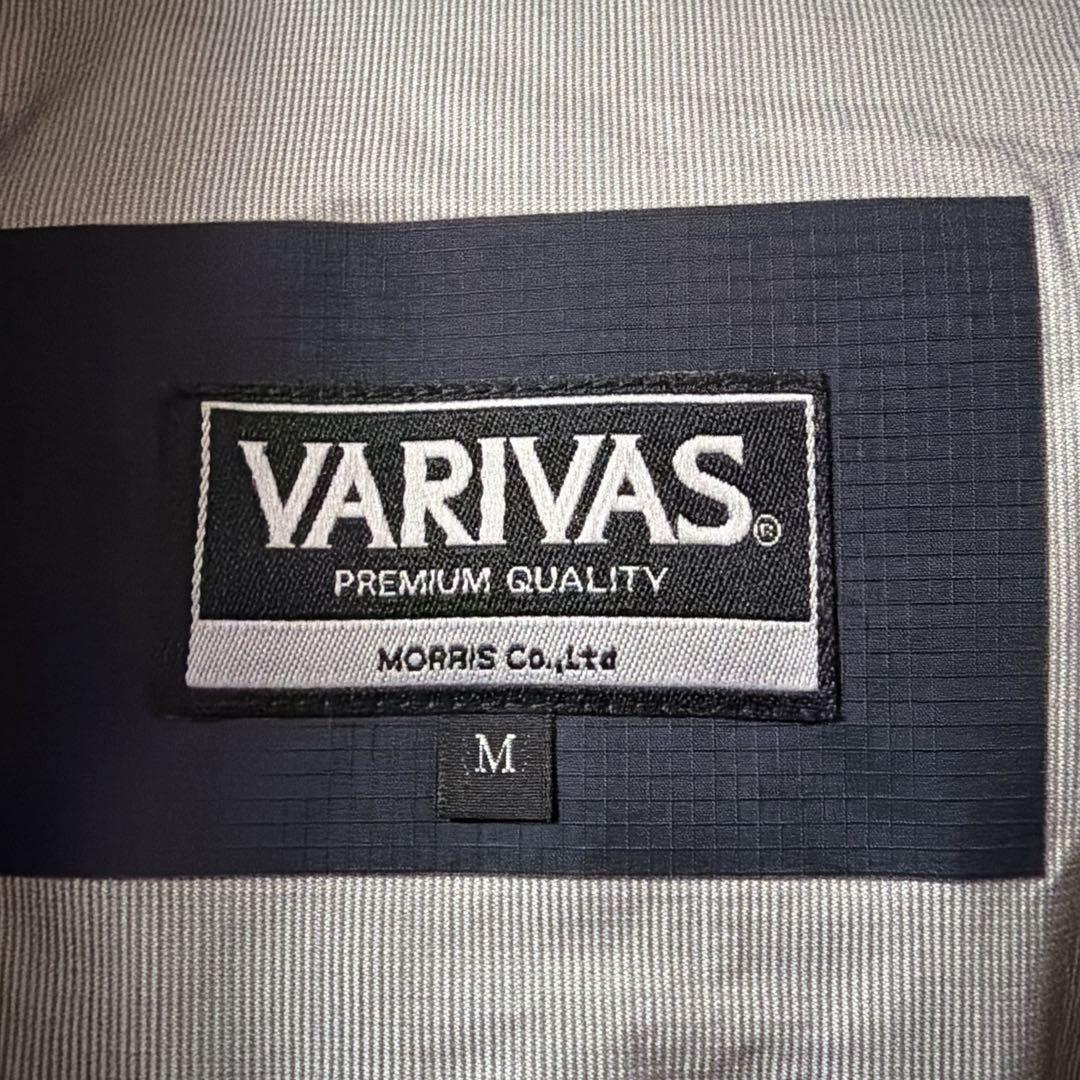 VARIVAS®
PREMIUM QUALITY
MORRIS Co.,Ltd
M